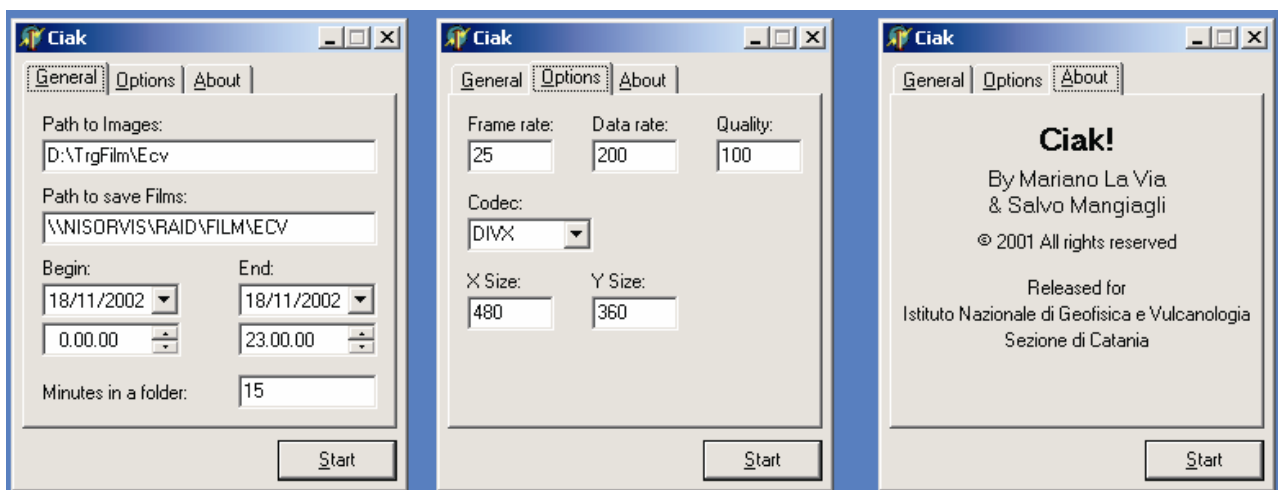 Ciak
General Options About
Path to Images:
D:\TrgFilm\Ecv
Path to save Films:
\\NISORVIS\RAID\FILM\ECV
Begin: End:
18/11/2002 18/11/2002
0.00.00 23.00.00
Minutes in a folder: 15
Start
Ciak
General Options About
Frame rate: Data rate: Quality:
25 200 100
Codec:
DIVX
X Size: Y Size:
480 360
Start
Ciak
General Options About
Ciak!
By Mariano La Via
& Salvo Mangiagli
© 2001 All rights reserved
Released for
Istituto Nazionale di Geofisica e Vulcanologia
Sezione di Catania
Start